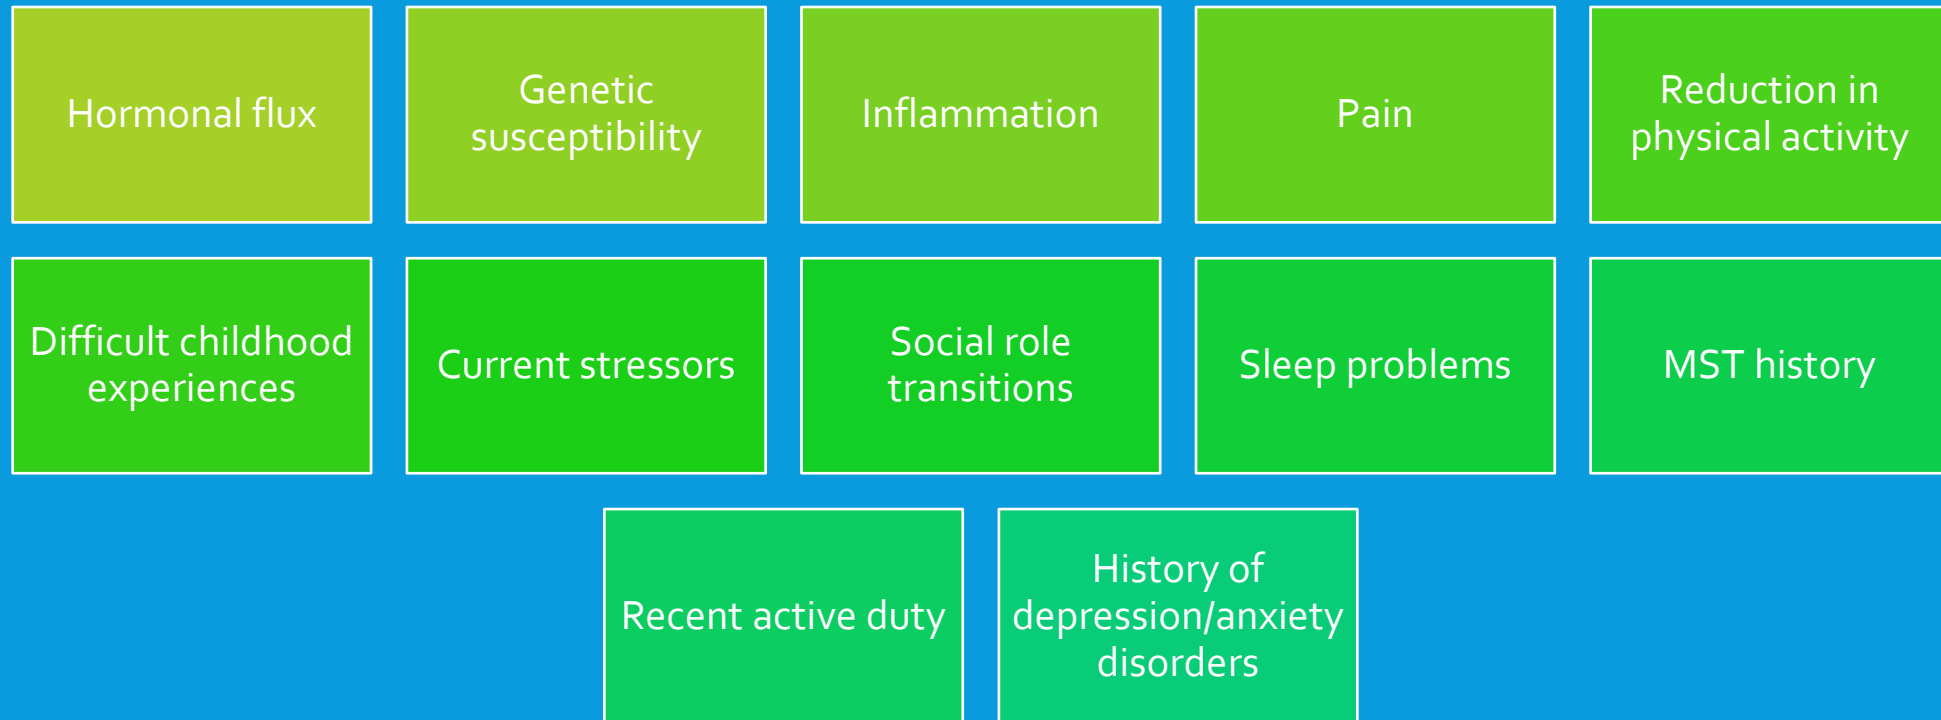 Hormonal flux
Genetic
susceptibility
Inflammation
Pain
Reduction in
physical activity
Difficult childhood
experiences
Current stressors
Social role
transitions
Sleep problems
MST history
Recent active duty
History of
depression/anxiety
disorders